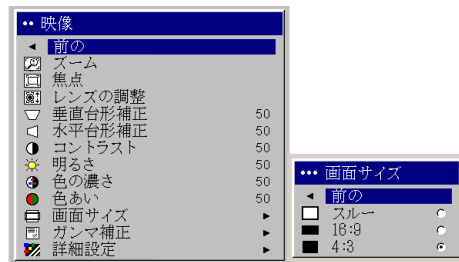 •• 映像
前の
ズーム
焦点
レンズの調整
垂直台形補正 50
水平台形補正 50
コントラスト 50
明るさ 50
色の濃さ 50
色あい 50
画面サイズ
ガンマ補正
詳細設定
••• 画面サイズ
前の
スルー
16:9
4:3